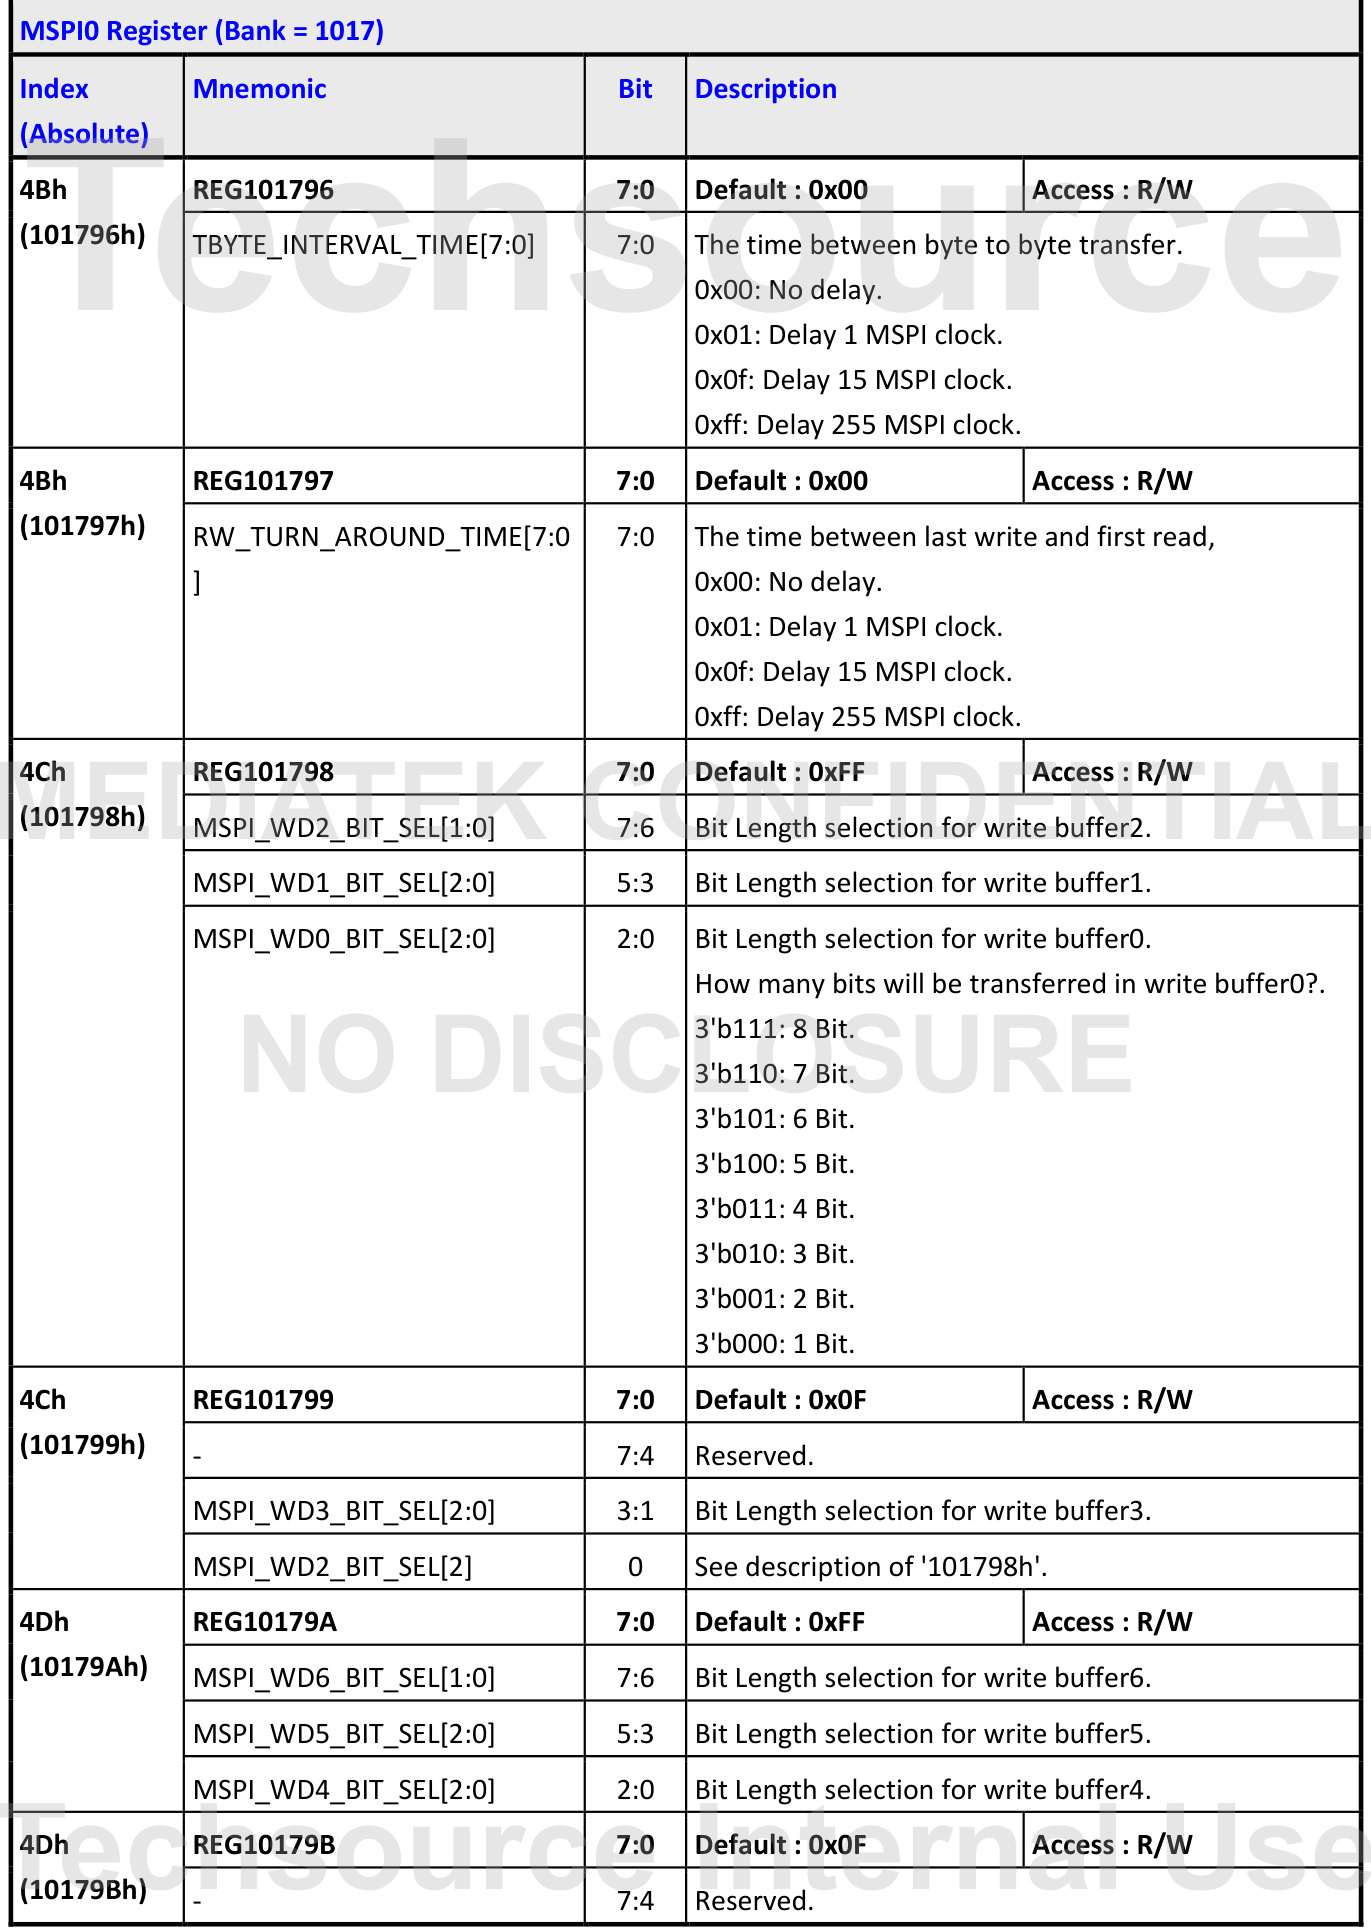 MSPI0 Register (Bank = 1017)
Index (Absolute) Mnemonic Bit Description
4Bh (101796h) REG101796 7:0 Default : 0x00 Access : R/W
TBYTE_INTERVAL_TIME[7:0] 7:0 The time between byte to byte transfer.
0x00: No delay.
0x01: Delay 1 MSPI clock.
0x0f: Delay 15 MSPI clock.
0xff: Delay 255 MSPI clock.
4Bh (101797h) REG101797 7:0 Default : 0x00 Access : R/W
RW_TURN_AROUND_TIME[7:0] 7:0 The time between last write and first read,
0x00: No delay.
0x01: Delay 1 MSPI clock.
0x0f: Delay 15 MSPI clock.
0xff: Delay 255 MSPI clock.
4Ch (101798h) REG101798 7:0 Default : 0xFF Access : R/W
MSPI_WD2_BIT_SEL[1:0] 7:6 Bit Length selection for write buffer2.
MSPI_WD1_BIT_SEL[2:0] 5:3 Bit Length selection for write buffer1.
MSPI_WD0_BIT_SEL[2:0] 2:0 Bit Length selection for write buffer0.
How many bits will be transferred in write buffer0?.
3'b111: 8 Bit.
3'b110: 7 Bit.
3'b101: 6 Bit.
3'b100: 5 Bit.
3'b011: 4 Bit.
3'b010: 3 Bit.
3'b001: 2 Bit.
3'b000: 1 Bit.
4Ch (101799h) REG101799 7:0 Default : 0x0F Access : R/W
- 7:4 Reserved.
MSPI_WD3_BIT_SEL[2:0] 3:1 Bit Length selection for write buffer3.
MSPI_WD2_BIT_SEL[2] 0 See description of '101798h'.
4Dh (10179Ah) REG10179A 7:0 Default : 0xFF Access : R/W
MSPI_WD6_BIT_SEL[1:0] 7:6 Bit Length selection for write buffer6.
MSPI_WD5_BIT_SEL[2:0] 5:3 Bit Length selection for write buffer5.
MSPI_WD4_BIT_SEL[2:0] 2:0 Bit Length selection for write buffer4.
4Dh (10179Bh) REG10179B 7:0 Default : 0x0F Access : R/W
- 7:4 Reserved.
Techsource
MEDIATEK CONFIDENTIAL
NO DISCLOSURE
Techsource Internal Use